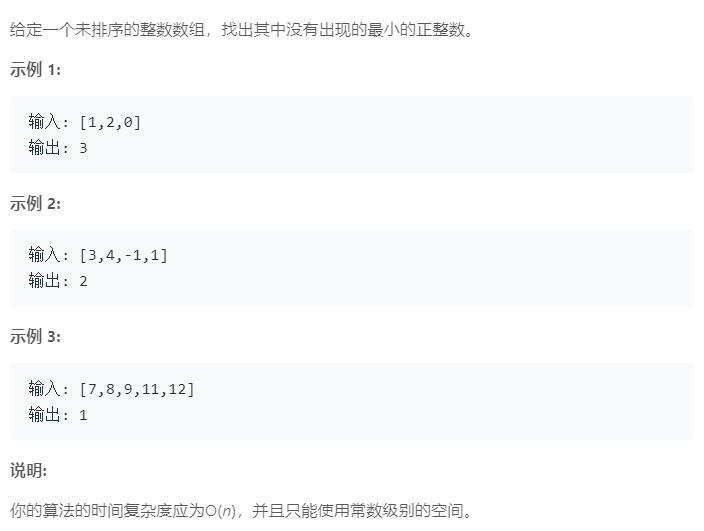 给定一个未排序的整数数组，找出其中没有出现的最小的正整数。
示例 1:
输入: [1,2,0]
输出: 3
示例 2:
输入: [3,4,-1,1]
输出: 2
示例 3:
输入: [7,8,9,11,12]
输出: 1
说明:
你的算法的时间复杂度应为O(n)，并且只能使用常数级别的空间。